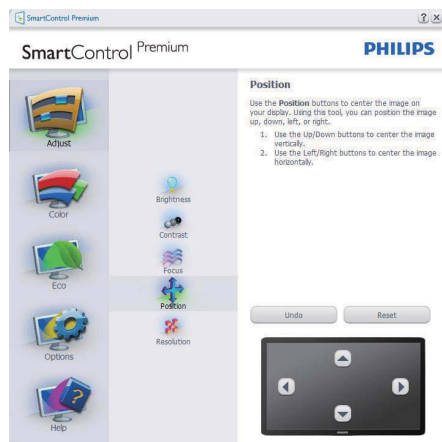 SmartControl Premium
SmartControl Premium
PHILIPS
Adjust
Color
Eco
Options
Help
Brightness
Contrast
Focus
Position
Resolution
Position
Use the Position buttons to center the image on
your display. Using this tool, you can position the image
up, down, left, or right.
1. Use the Up/Down buttons to center the image
vertically.
2. Use the Left/Right buttons to center the image
horizontally.
Undo
Reset
PHILIPS